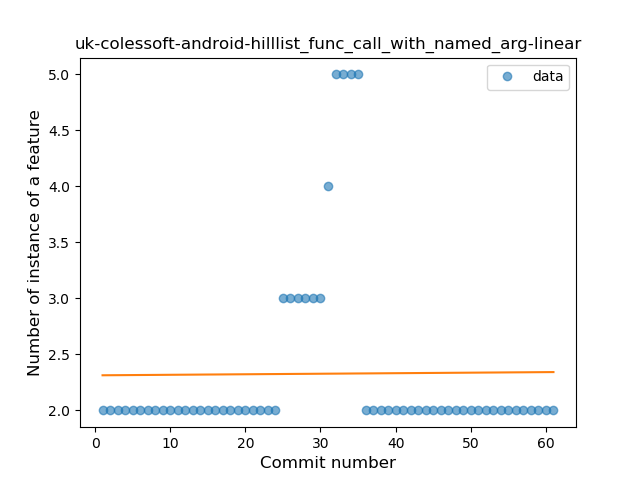 uk-colessoft-android-hilllist_func_call_with_named_arg-linear
data
Number of instance of a feature
5.0
4.5
4.0
3.5
3.0
2.5
2.0
0 10 20 30 40 50 60
Commit number